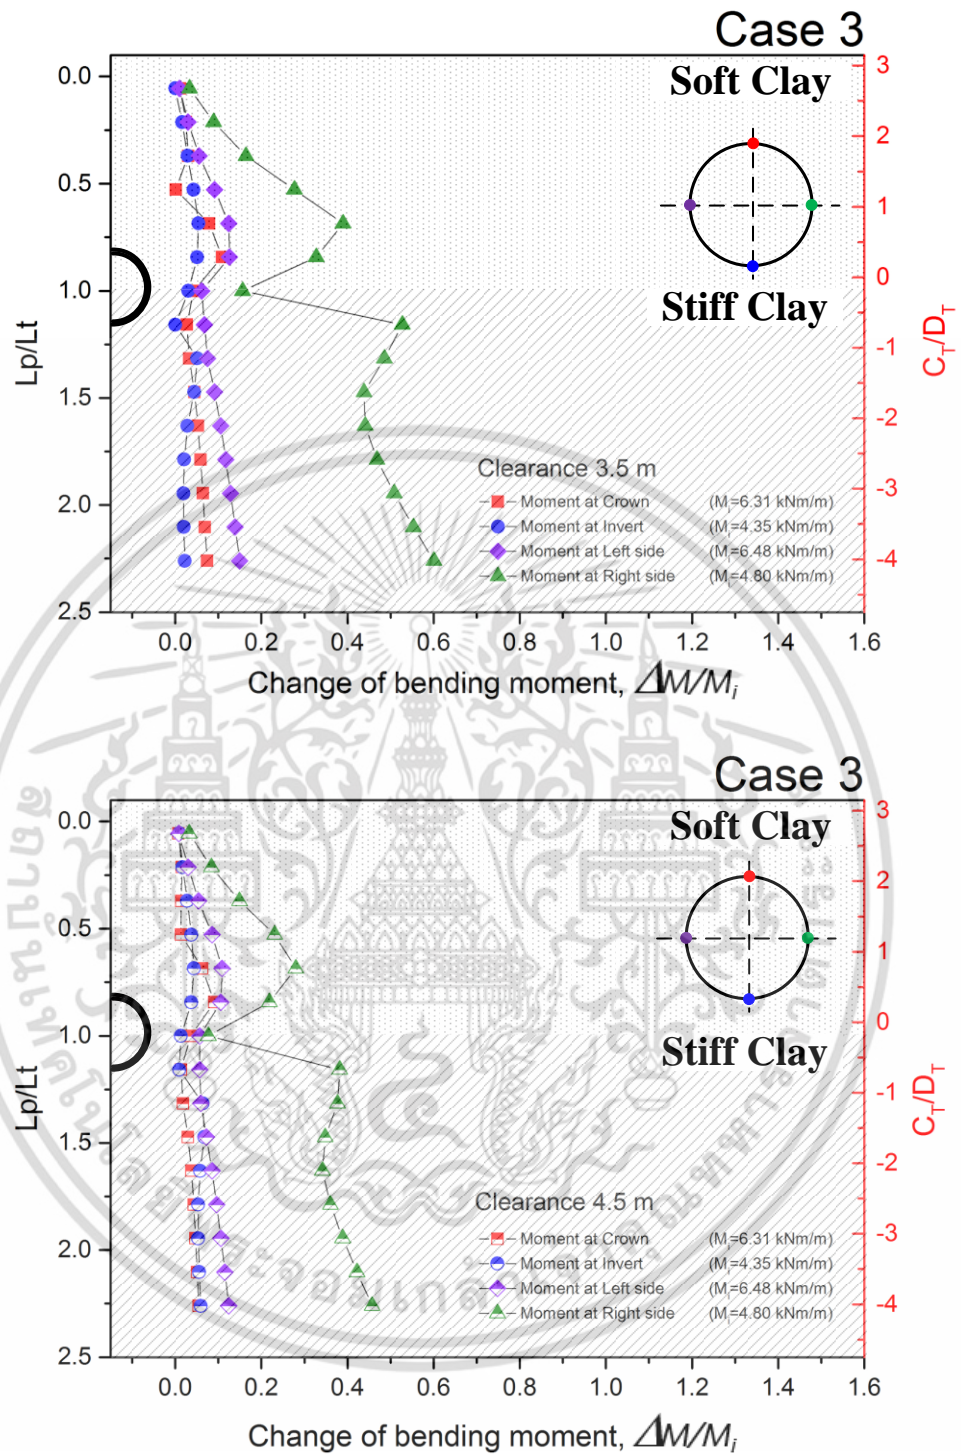 Case 3
Soft Clay
Stiff Clay
0.0
0.5
1.0
1.5
2.0
2.5
Lp/Lt
3
2
1
0
-1
-2
-3
-4
C_T/D_T
Clearance 3.5 m
Moment at Crown (M_i=6.31 kNm/m)
Moment at Invert (M_i=4.35 kNm/m)
Moment at Left side (M_i=6.48 kNm/m)
Moment at Right side (M_i=4.80 kNm/m)
0.0 0.2 0.4 0.6 0.8 1.0 1.2 1.4 1.6
Change of bending moment, ΔM/M_i
Case 3
Soft Clay
Stiff Clay
0.0
0.5
1.0
1.5
2.0
2.5
Lp/Lt
3
2
1
0
-1
-2
-3
-4
C_T/D_T
Clearance 4.5 m
Moment at Crown (M_i=6.31 kNm/m)
Moment at Invert (M_i=4.35 kNm/m)
Moment at Left side (M_i=6.48 kNm/m)
Moment at Right side (M_i=4.80 kNm/m)
0.0 0.2 0.4 0.6 0.8 1.0 1.2 1.4 1.6
Change of bending moment, ΔM/M_i